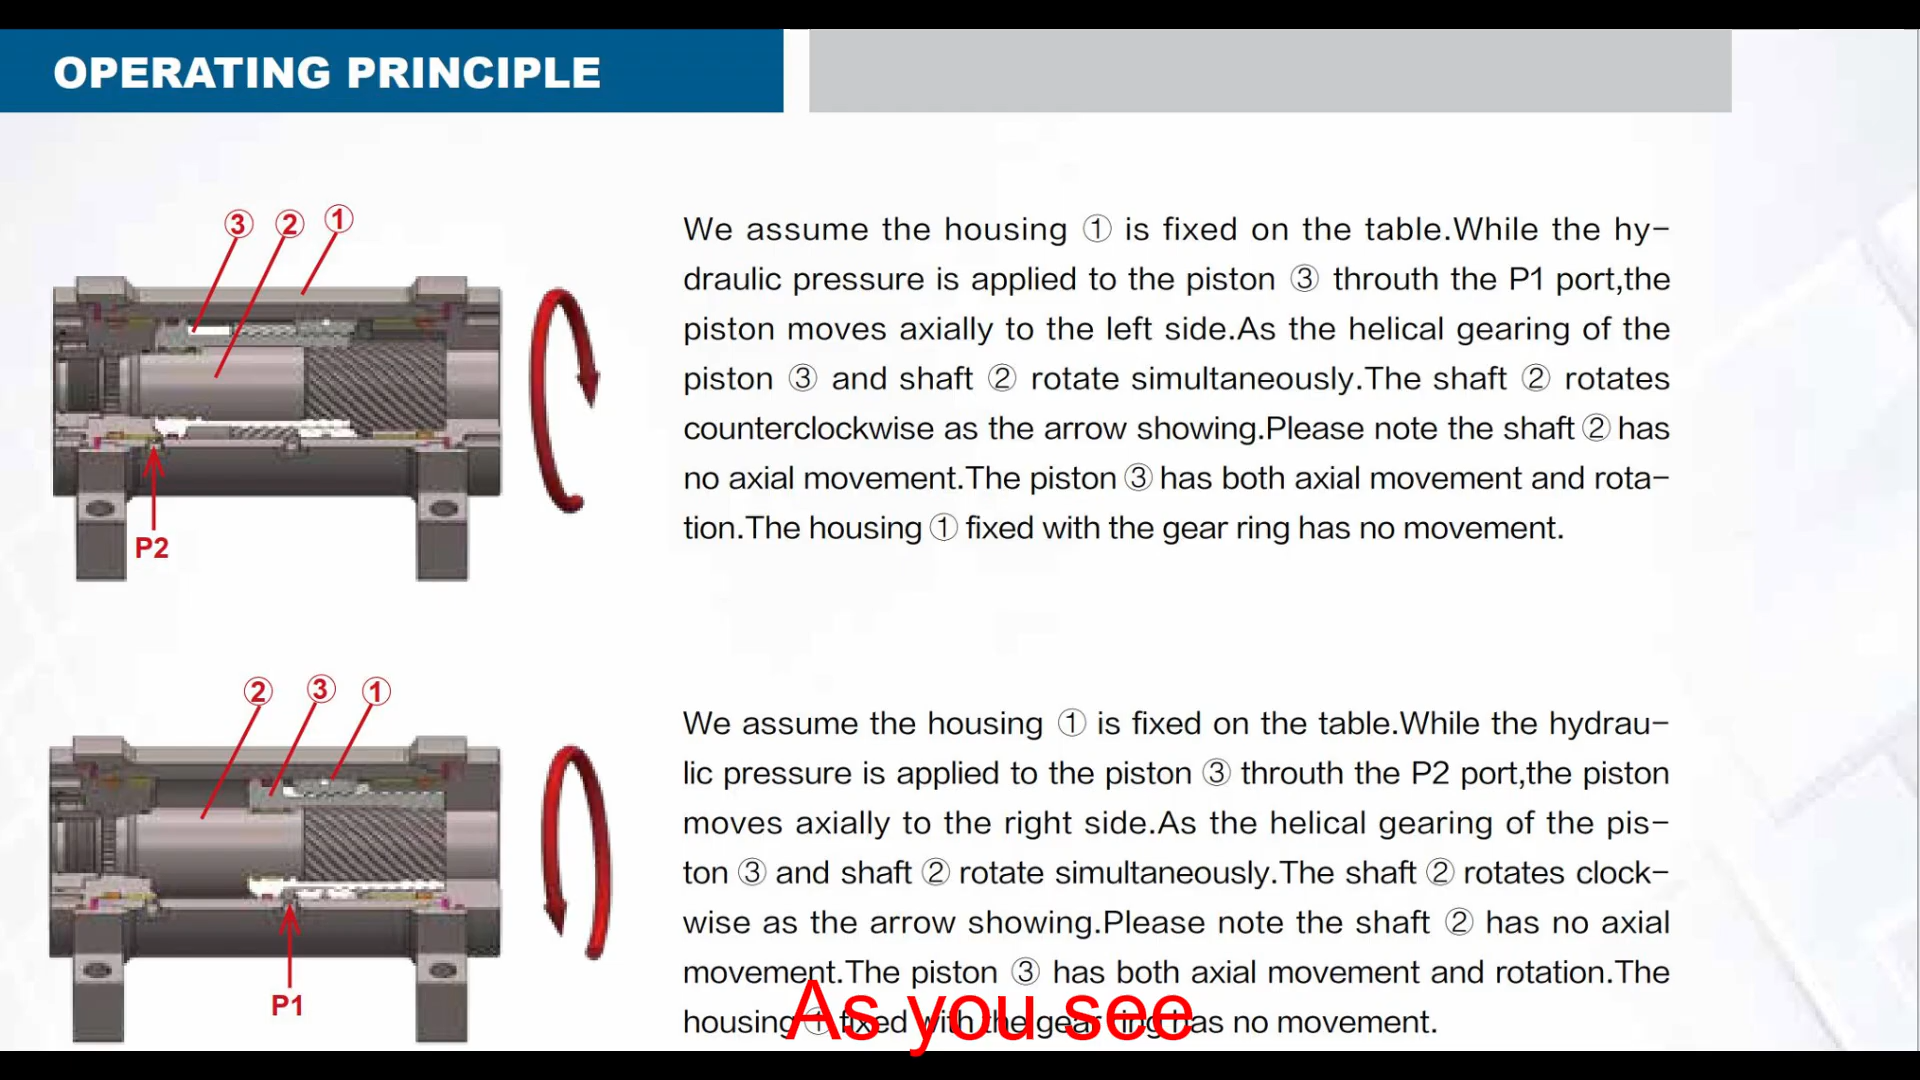 OPERATING PRINCIPLE
③ ② ①
P2
We assume the housing ① is fixed on the table.While the hy–
draulic pressure is applied to the piston ③ throuth the P1 port,the
piston moves axially to the left side.As the helical gearing of the
piston ③ and shaft ② rotate simultaneously.The shaft ② rotates
counterclockwise as the arrow showing.Please note the shaft ② has
no axial movement.The piston ③ has both axial movement and rota–
tion.The housing ① fixed with the gear ring has no movement.
② ③ ①
P1
We assume the housing ① is fixed on the table.While the hydrau–
lic pressure is applied to the piston ③ throuth the P2 port,the piston
moves axially to the right side.As the helical gearing of the pis–
ton ③ and shaft ② rotate simultaneously.The shaft ② rotates clock–
wise as the arrow showing.Please note the shaft ② has no axial
movement.The piston ③ has both axial movement and rotation.The
housing ① fixed with the gear ring has no movement.
As you see